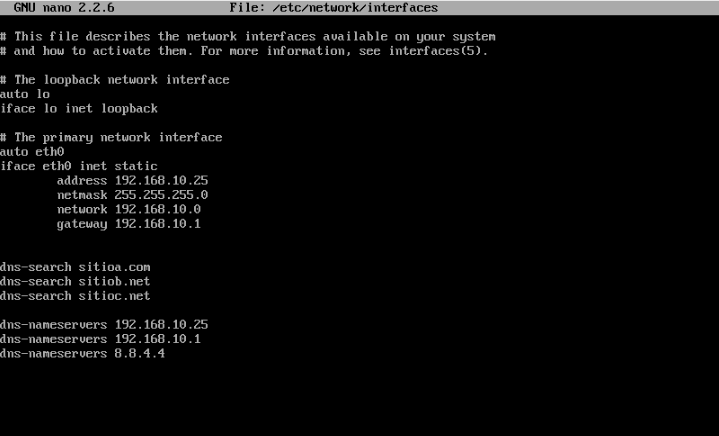 GNU nano 2.2.6 File: /etc/network/interfaces
# This file describes the network interfaces available on your system
# and how to activate them. For more information, see interfaces(5).
# The loopback network interface
auto lo
iface lo inet loopback
# The primary network interface
auto eth0
iface eth0 inet static
address 192.168.10.25
netmask 255.255.255.0
network 192.168.10.0
gateway 192.168.10.1
dns-search sitioa.com
dns-search sitiob.net
dns-search sitioc.net
dns-nameservers 192.168.10.25
dns-nameservers 192.168.10.1
dns-nameservers 8.8.4.4